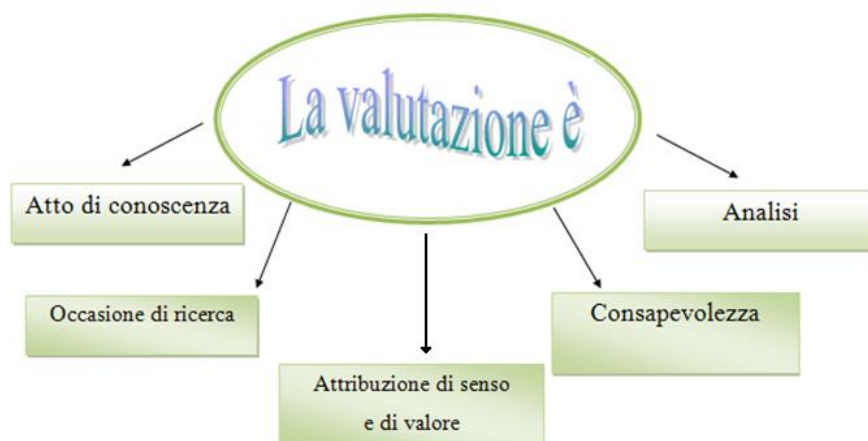 La valutazione è
Atto di conoscenza
Analisi
Occasione di ricerca
Consapevolezza
Attribuzione di senso
e di valore